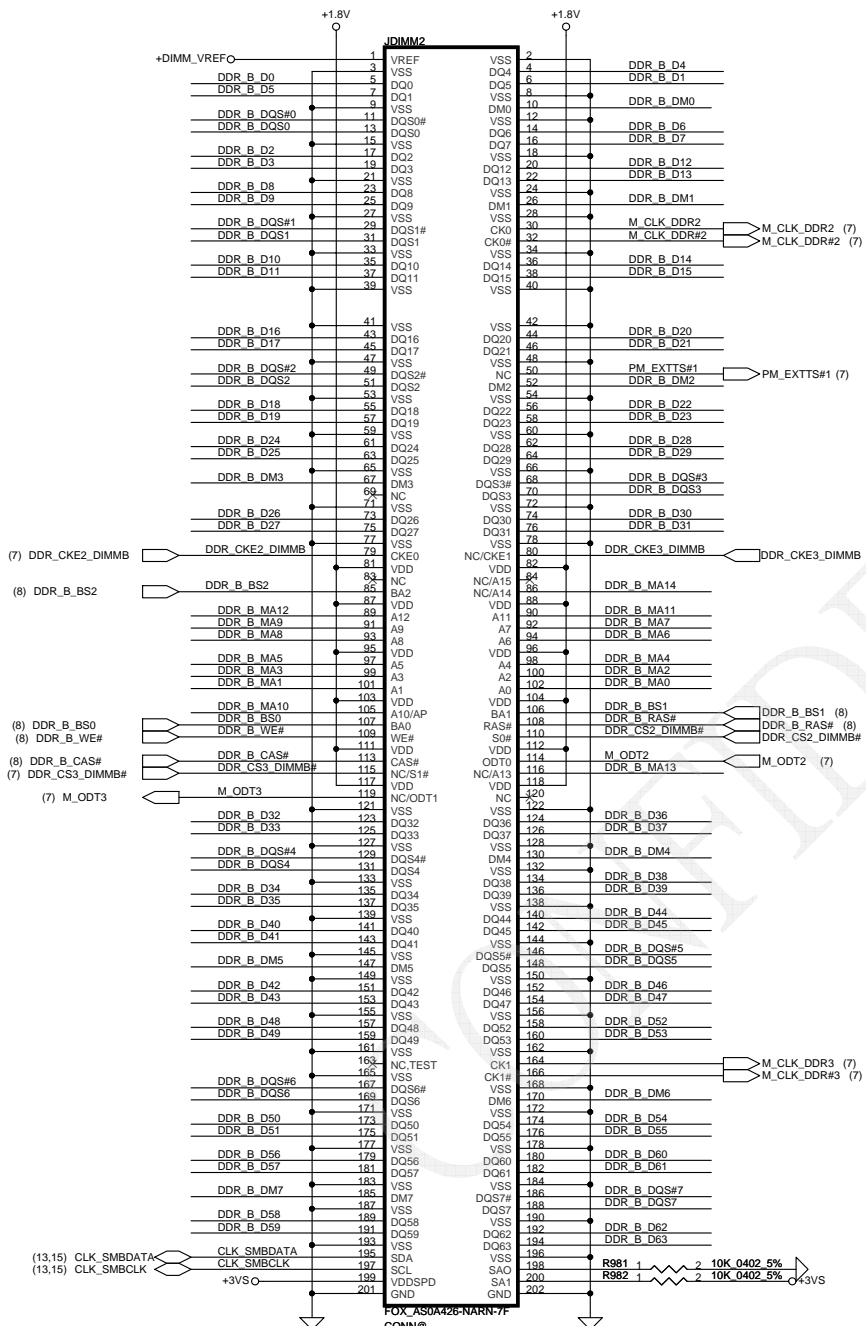 +1.8V +1.8V
JDIMM2
+DIMM_VREF 1 VREF VSS 2
3 VSS DQ4 4 DDR_B_D4
DDR_B_D0 5 DQ0 DQ5 6 DDR_B_D1
DDR_B_D5 7 DQ1 VSS 8
9 VSS DM0 10 DDR_B_DM0
DDR_B_DQS#0 11 DQS0# VSS 12
DDR_B_DQS0 13 DQS0 DQ6 14 DDR_B_D6
15 VSS DQ7 16 DDR_B_D7
DDR_B_D2 17 DQ2 VSS 18
DDR_B_D3 19 DQ3 DQ12 20 DDR_B_D12
21 VSS DQ13 22 DDR_B_D13
DDR_B_D8 23 DQ8 VSS 24
DDR_B_D9 25 DQ9 DM1 26 DDR_B_DM1
27 VSS VSS 28
DDR_B_DQS#1 29 DQS1# CK0 30 M_CLK_DDR2 M_CLK_DDR2 (7)
DDR_B_DQS1 31 DQS1 CK0# 32 M_CLK_DDR#2 M_CLK_DDR#2 (7)
33 VSS VSS 34
DDR_B_D10 35 DQ10 DQ14 36 DDR_B_D14
DDR_B_D11 37 DQ11 DQ15 38 DDR_B_D15
39 VSS VSS 40
41 VSS VSS 42
DDR_B_D16 43 DQ16 DQ20 44 DDR_B_D20
DDR_B_D17 45 DQ17 DQ21 46 DDR_B_D21
47 VSS VSS 48
DDR_B_DQS#2 49 DQS2# NC 50 PM_EXTTS#1 PM_EXTTS#1 (7)
DDR_B_DQS2 51 DQS2 DM2 52 DDR_B_DM2
53 VSS VSS 54
DDR_B_D18 55 DQ18 DQ22 56 DDR_B_D22
DDR_B_D19 57 DQ19 DQ23 58 DDR_B_D23
59 VSS VSS 60
DDR_B_D24 61 DQ24 DQ28 62 DDR_B_D28
DDR_B_D25 63 DQ25 DQ29 64 DDR_B_D29
65 VSS VSS 66
DDR_B_DM3 67 DM3 DQS3# 68 DDR_B_DQS#3
69 NC DQS3 70 DDR_B_DQS3
71 VSS VSS 72
DDR_B_D26 73 DQ26 DQ30 74 DDR_B_D30
DDR_B_D27 75 DQ27 DQ31 76 DDR_B_D31
77 VSS VSS 78
(7) DDR_CKE2_DIMMB DDR_CKE2_DIMMB 79 CKE0 NC/CKE1 80 DDR_CKE3_DIMMB DDR_CKE3_DIMMB
81 VDD VDD 82
83 NC NC/A15 84
(8) DDR_B_BS2 DDR_B_BS2 85 BA2 NC/A14 86 DDR_B_MA14
87 VDD VDD 88
DDR_B_MA12 89 A12 A11 90 DDR_B_MA11
DDR_B_MA9 91 A9 A7 92 DDR_B_MA7
DDR_B_MA8 93 A8 A6 94 DDR_B_MA6
95 VDD VDD 96
DDR_B_MA5 97 A5 A4 98 DDR_B_MA4
DDR_B_MA3 99 A3 A2 100 DDR_B_MA2
DDR_B_MA1 101 A1 A0 102 DDR_B_MA0
103 VDD VDD 104
DDR_B_MA10 105 A10/AP BA1 106 DDR_B_BS1 DDR_B_BS1 (8)
(8) DDR_B_BS0 DDR_B_BS0 107 BA0 RAS# 108 DDR_B_RAS# DDR_B_RAS# (8)
(8) DDR_B_WE# DDR_B_WE# 109 WE# S0# 110 DDR_CS2_DIMMB# DDR_CS2_DIMMB#
111 VDD VDD 112
(8) DDR_B_CAS# DDR_B_CAS# 113 CAS# ODT0 114 M_ODT2 M_ODT2 (7)
(7) DDR_CS3_DIMMB# DDR_CS3_DIMMB# 115 NC/S1# NC/A13 116 DDR_B_MA13
117 VDD VDD 118
(7) M_ODT3 M_ODT3 119 NC/ODT1 NC 120
121 VSS VSS 122
DDR_B_D32 123 DQ32 DQ36 124 DDR_B_D36
DDR_B_D33 125 DQ33 DQ37 126 DDR_B_D37
127 VSS VSS 128
DDR_B_DQS#4 129 DQS4# DM4 130 DDR_B_DM4
DDR_B_DQS4 131 DQS4 VSS 132
133 VSS DQ38 134 DDR_B_D38
DDR_B_D34 135 DQ34 DQ39 136 DDR_B_D39
DDR_B_D35 137 DQ35 VSS 138
139 VSS DQ44 140 DDR_B_D44
DDR_B_D40 141 DQ40 DQ45 142 DDR_B_D45
DDR_B_D41 143 DQ41 VSS 144
145 VSS DQS5# 146 DDR_B_DQS#5
DDR_B_DM5 147 DM5 DQS5 148 DDR_B_DQS5
149 VSS VSS 150
DDR_B_D42 151 DQ42 DQ46 152 DDR_B_D46
DDR_B_D43 153 DQ43 DQ47 154 DDR_B_D47
155 VSS VSS 156
DDR_B_D48 157 DQ48 DQ52 158 DDR_B_D52
DDR_B_D49 159 DQ49 DQ53 160 DDR_B_D53
161 VSS VSS 162
163 NC,TEST CK1 164 M_CLK_DDR3 (7)
165 VSS CK1# 166 M_CLK_DDR#3 (7)
DDR_B_DQS#6 167 DQS6# VSS 168
DDR_B_DQS6 169 DQS6 DM6 170 DDR_B_DM6
171 VSS VSS 172
DDR_B_D50 173 DQ50 DQ54 174 DDR_B_D54
DDR_B_D51 175 DQ51 DQ55 176 DDR_B_D55
177 VSS VSS 178
DDR_B_D56 179 DQ56 DQ60 180 DDR_B_D60
DDR_B_D57 181 DQ57 DQ61 182 DDR_B_D61
183 VSS VSS 184
DDR_B_DM7 185 DM7 DQS7# 186 DDR_B_DQS#7
187 VSS DQS7 188 DDR_B_DQS7
DDR_B_D58 189 DQ58 VSS 190
DDR_B_D59 191 DQ59 DQ62 192 DDR_B_D62
193 VSS DQ63 194 DDR_B_D63
(13,15) CLK_SMBDATA CLK_SMBDATA 195 SDA VSS 196
(13,15) CLK_SMBCLK CLK_SMBCLK 197 SCL SAO 198 R981 1 2 10K_0402_5%
+3VS 199 VDDSPD SA1 200 R982 1 2 10K_0402_5% +3VS
201 GND GND 202
FOX_AS0A426-NARN-7F
CONN@